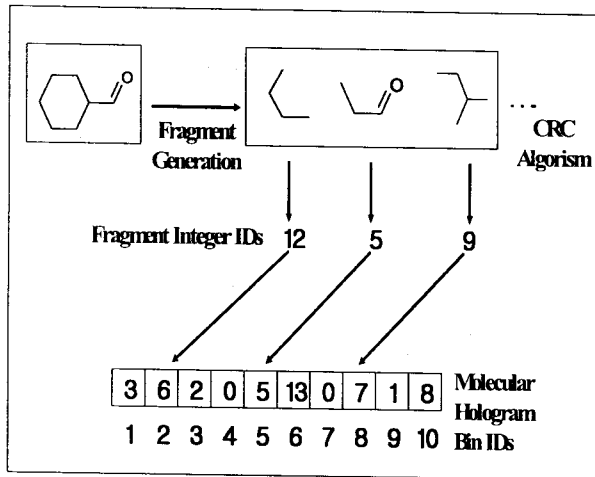 O
O
...
Fragment
Generation
CRC
Algorism
Fragment Integer IDs 12 5 9
3 6 2 0 5 13 0 7 1 8
Molecular
Hologram
1 2 3 4 5 6 7 8 9 10
Bin IDs